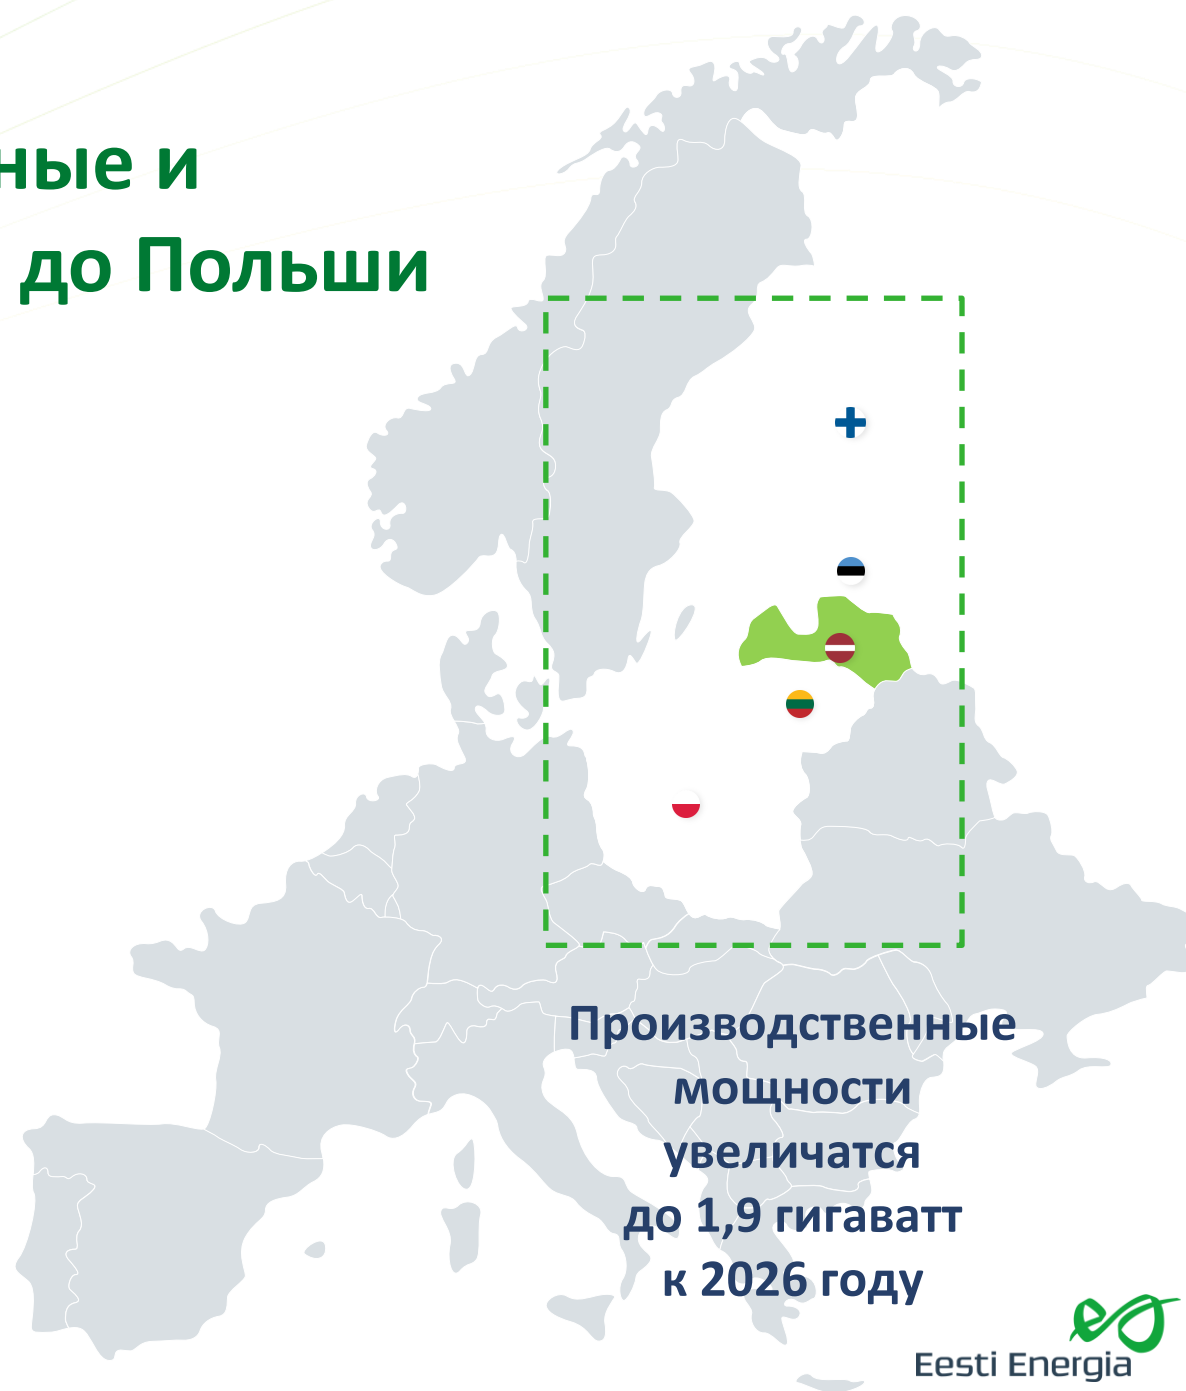 ные и
до Польши
Производственные
мощности
увеличатся
до 1,9 гигаватт
к 2026 году
Eesti Energia